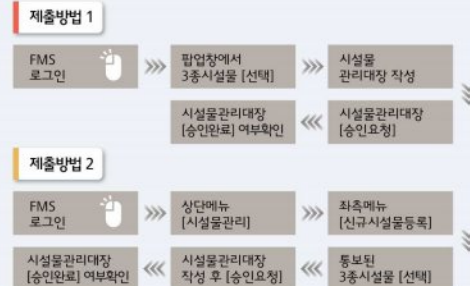 제출방법 1
FMS
로그인
팝업창에서
3종시설물 [선택]
시설물
관리대장 작성
시설물관리대장
[승인요청]
시설물관리대장
[승인완료] 여부확인
제출방법 2
FMS
로그인
상단메뉴
[시설물관리]
좌측메뉴
[신규시설물등록]
통보된
3종시설물 [선택]
시설물관리대장
작성 후 [승인요청]
시설물관리대장
[승인완료] 여부확인